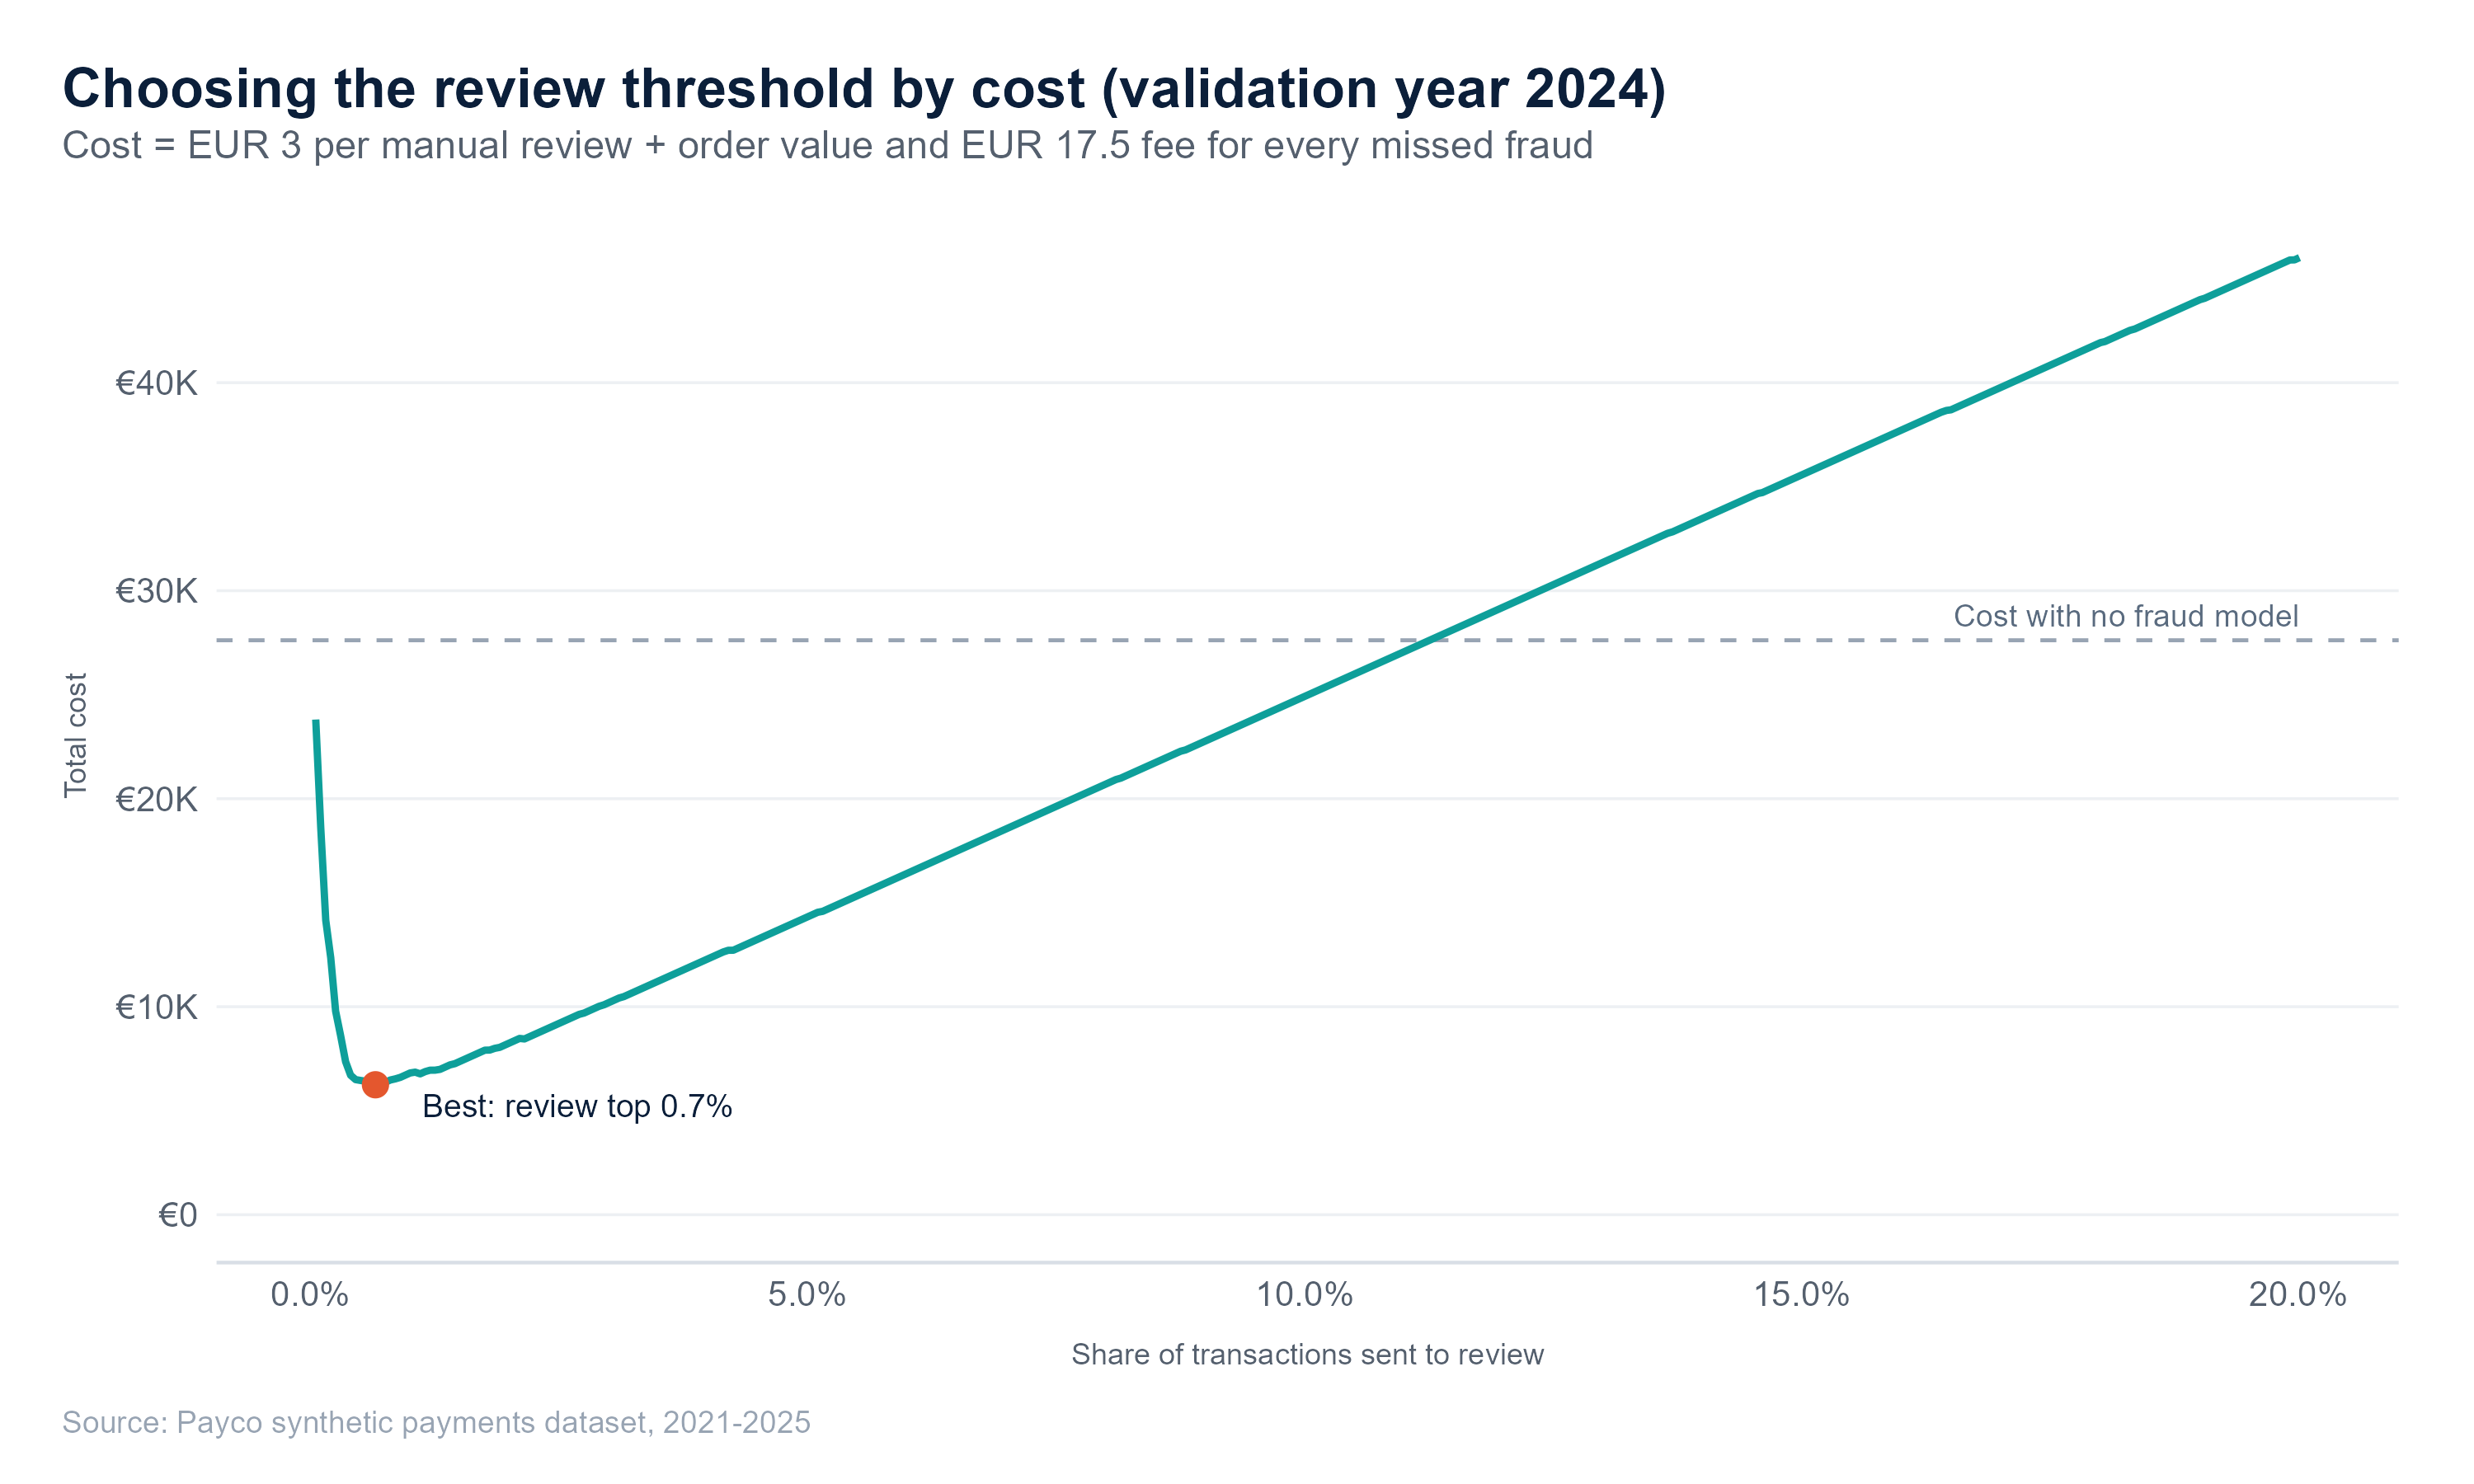 Choosing the review threshold by cost (validation year 2024)
Cost = EUR 3 per manual review + order value and EUR 17.5 fee for every missed fraud
€40K
€30K
Cost with no fraud model
Total cost
€20K
€10K
Best: review top 0.7%
€0
0.0% 5.0% 10.0% 15.0% 20.0%
Share of transactions sent to review
Source: Payco synthetic payments dataset, 2021-2025